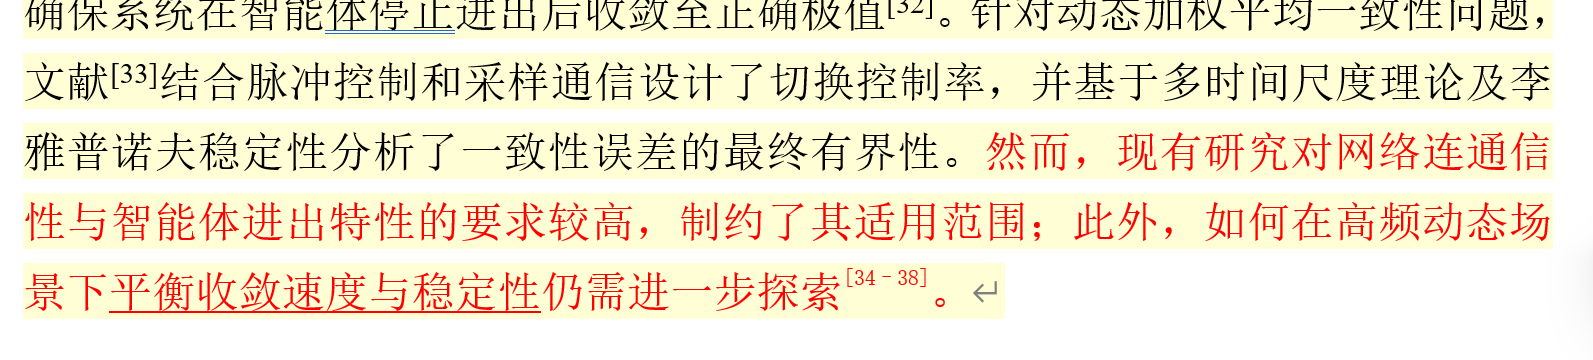 确保系统在智能体停止进出后收敛至正确极值[32]。针对动态加权平均一致性问题，
文献[33]结合脉冲控制和采样通信设计了切换控制率，并基于多时间尺度理论及李
雅普诺夫稳定性分析了一致性误差的最终有界性。然而，现有研究对网络连通信
性与智能体进出特性的要求较高，制约了其适用范围；此外，如何在高频动态场
景下平衡收敛速度与稳定性仍需进一步探索[34-38]。↵